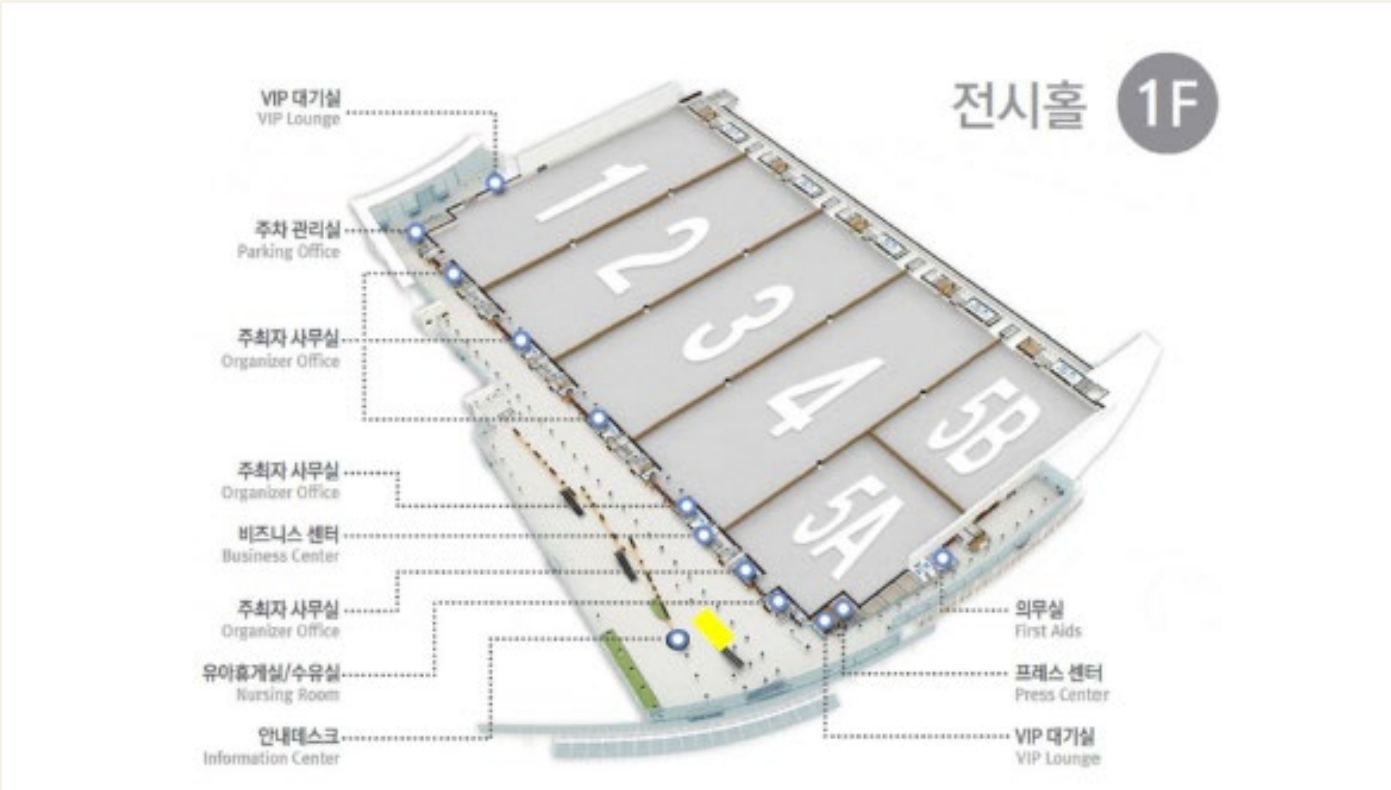 전시홀 1F
VIP 대기실
VIP Lounge
주차 관리실
Parking Office
주최자 사무실
Organizer Office
주최자 사무실
Organizer Office
비즈니스 센터
Business Center
주최자 사무실
Organizer Office
유아휴게실/수유실
Nursing Room
안내데스크
Information Center
1
2
3
4
5B
5A
의무실
First Aids
프레스 센터
Press Center
VIP 대기실
VIP Lounge